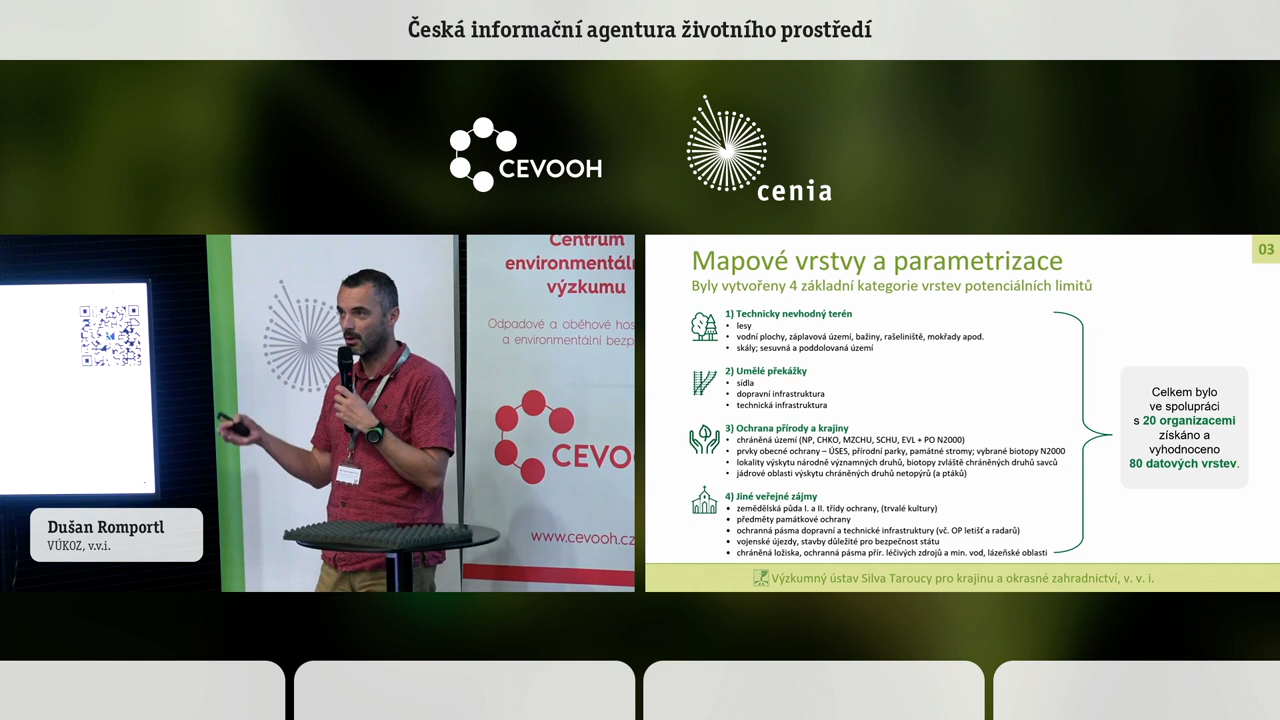 Česká informační agentura životního prostředí
CEVOOH
cenia
Centrum
environmentáln
výzkumu
Odpadové a oběhové hos
a environmentální bezp
CEVO
www.cevooh.cz
Dušan Romportl
VÚKOZ, v.v.i.
03
Mapové vrstvy a parametrizace
Byly vytvořeny 4 základní kategorie vrstev potenciálních limitů
1) Technicky nevhodný terén
• lesy
• vodní plochy, záplavová území, bažiny, rašeliniště, mokřady apod.
• skály; sesuvná a poddolovaná území
2) Umělé překážky
• sídla
• dopravní infrastruktura
• technická infrastruktura
3) Ochrana přírody a krajiny
• chráněná území (NP, CHKO, MZCHU, SCHU, EVL + PO N2000)
• prvky obecné ochrany – ÚSES, přírodní parky, památné stromy; vybrané biotopy N2000
• lokality výskytu národně významných druhů, biotopy zvláště chráněných druhů savců
• jádrové oblasti výskytu chráněných druhů netopýrů (a ptáků)
4) Jiné veřejné zájmy
• zemědělská půda I. a II. třídy ochrany, (trvalé kultury)
• předměty památkové ochrany
• ochranná pásma dopravní a technické infrastruktury (vč. OP letišť a radarů)
• vojenské újezdy, stavby důležité pro bezpečnost státu
• chráněná ložiska, ochranná pásma přír. léčivých zdrojů a min. vod, lázeňské oblasti
Celkem bylo
ve spolupráci
s 20 organizacemi
získáno a
vyhodnoceno
80 datových vrstev.
Výzkumný ústav Silva Taroucy pro krajinu a okrasné zahradnictví, v. v. i.